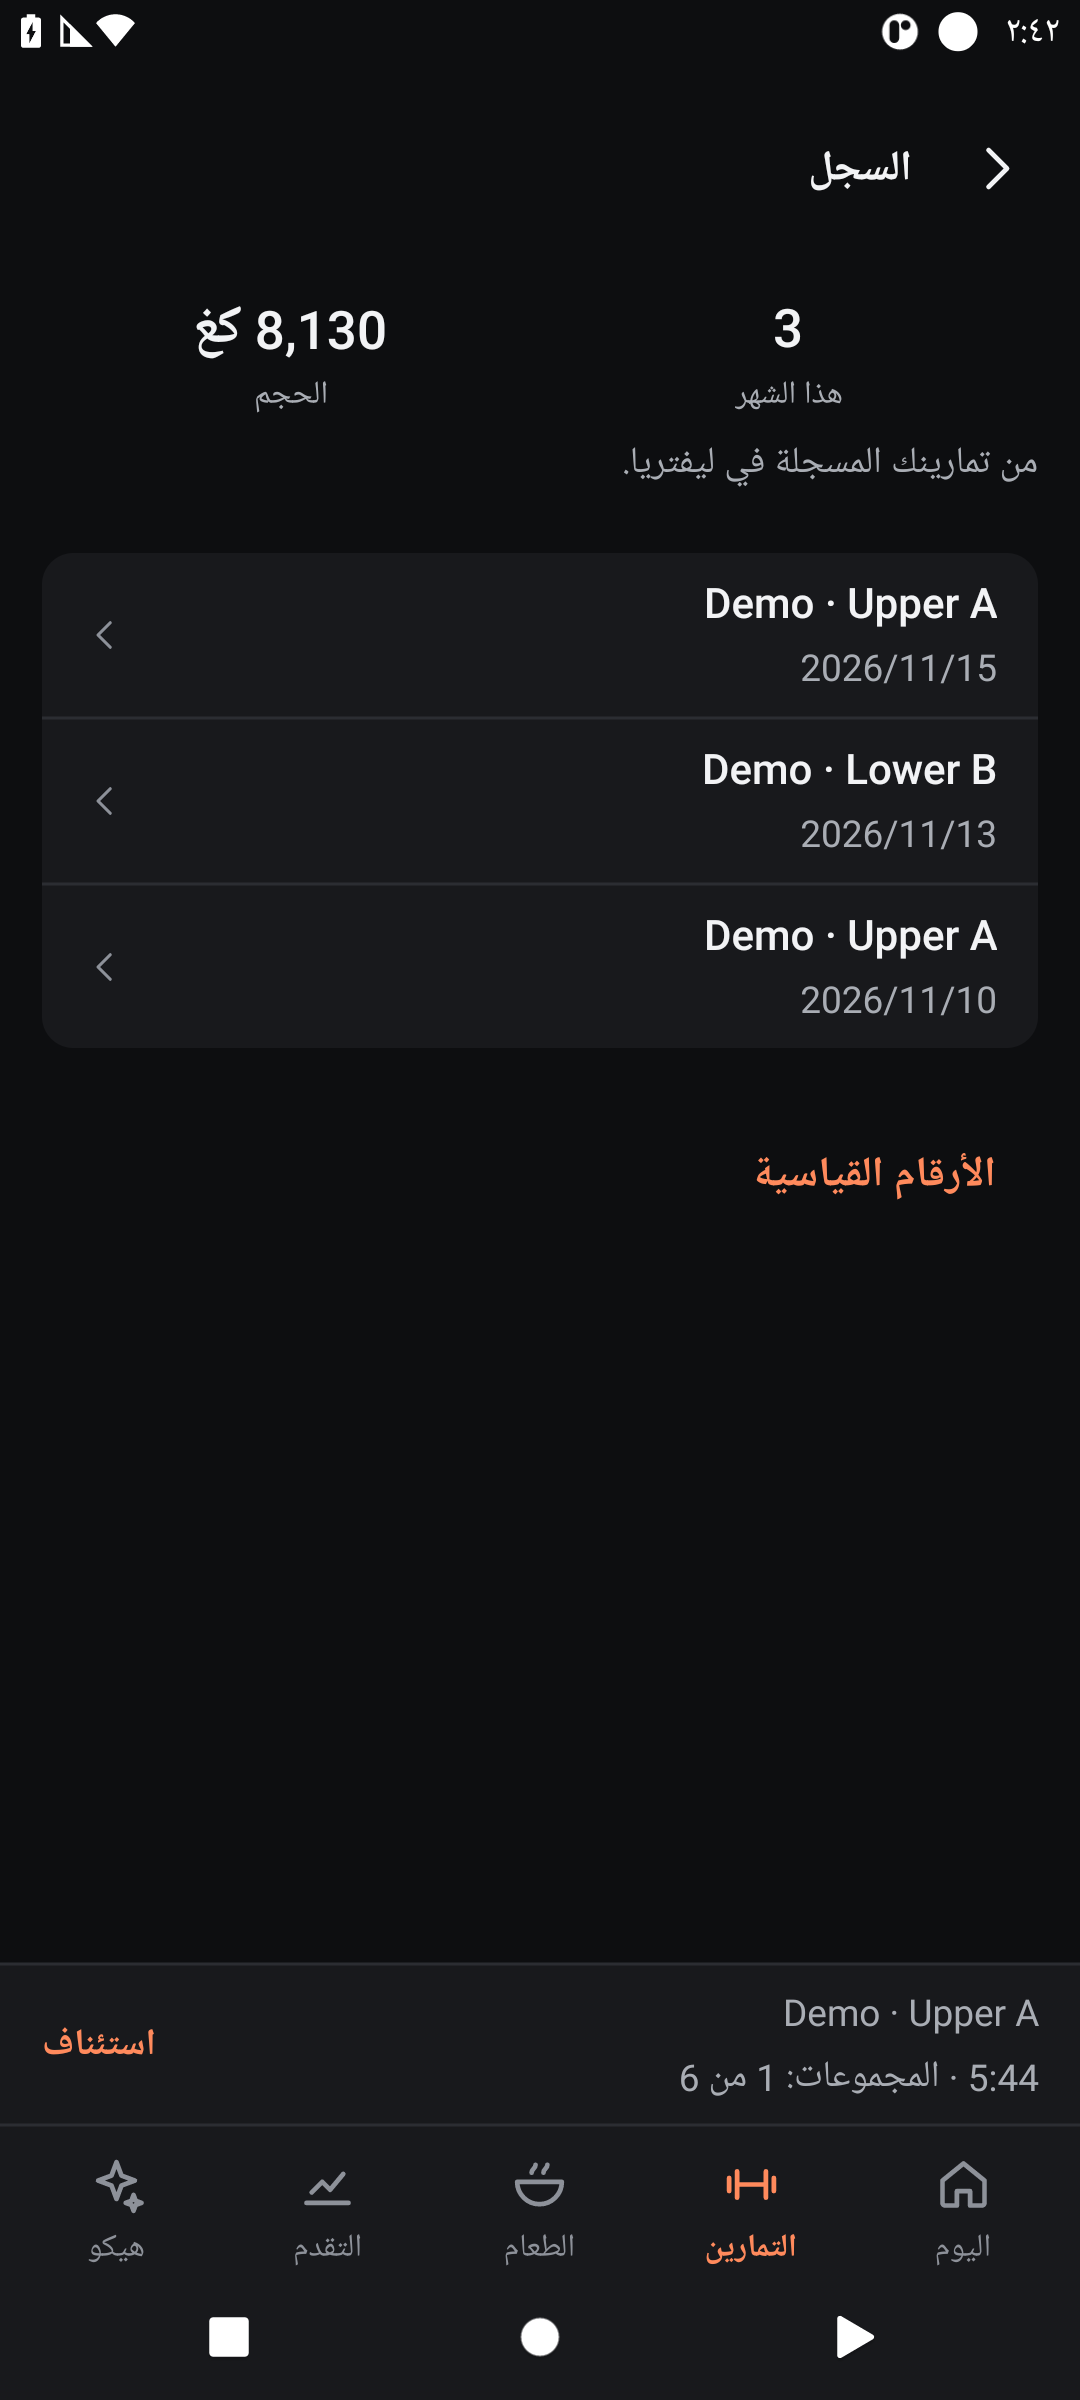 ٢:٤٢
السجل
3
هذا الشهر
8,130 كغ
الحجم
من تمارينك المسجلة في ليفتريا.
Demo · Upper A
2026/11/15
Demo · Lower B
2026/11/13
Demo · Upper A
2026/11/10
الأرقام القياسية
Demo · Upper A
5:44 · المجموعات: 1 من 6
استئناف
اليوم
التمارين
الطعام
التقدم
هيكو